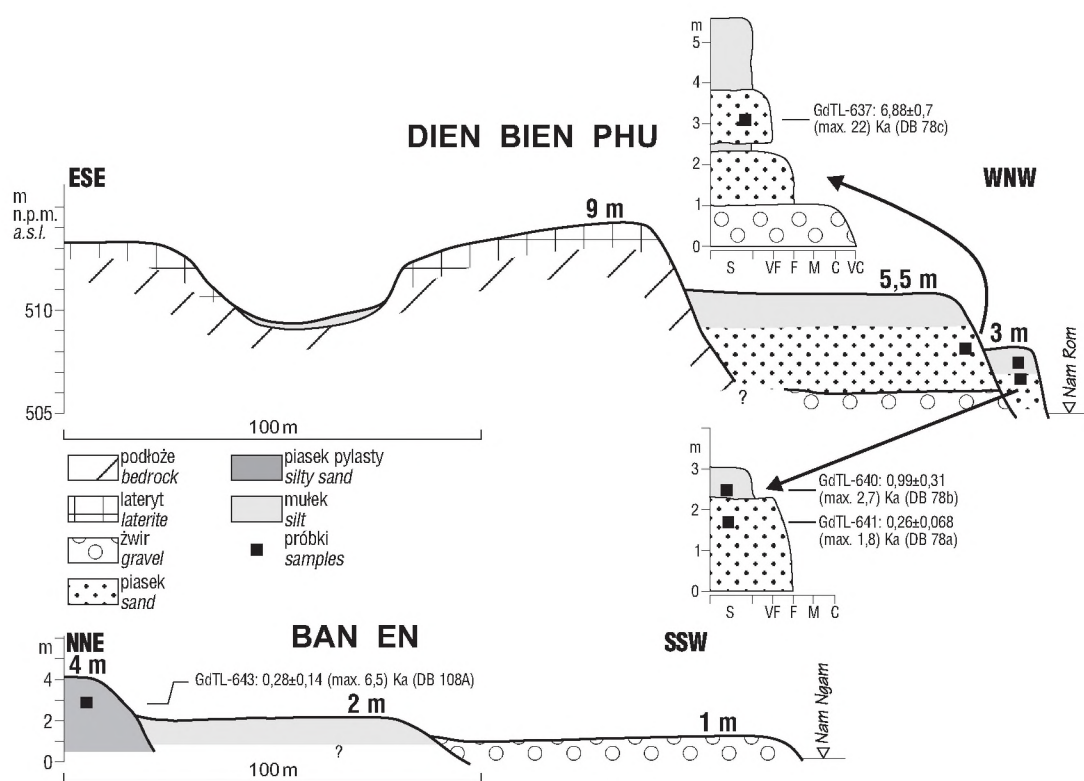 m
5
4
3
2
1
0
S VF F M C VC
GdTL-637: 6,88±0,7
(max. 22) Ka (DB 78c)
DIEN BIEN PHU
ESE
WNW
m
n.p.m.
a.s.l.
510
505
9 m
5,5 m
3 m
?
Nam Rom
100 m
podłoże
bedrock
lateryt
laterite
żwir
gravel
piasek
sand
piasek pylasty
silty sand
mułek
silt
próbki
samples
m
3
2
1
0
S VF F M C
GdTL-640: 0,99±0,31
(max. 2,7) Ka (DB 78b)
GdTL-641: 0,26±0,068
(max. 1,8) Ka (DB 78a)
BAN EN
NNE
SSW
m
4
2
0
4 m
GdTL-643: 0,28±0,14 (max. 6,5) Ka (DB 108A)
2 m
1 m
?
Nam Ngam
100 m